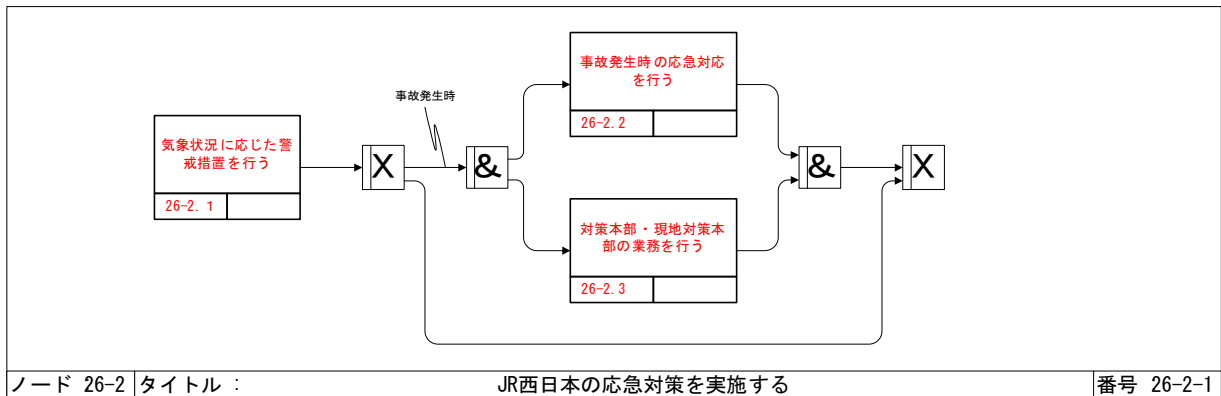 事故発生時の応急対応
を行う
26-2.2
事故発生時
気象状況に応じた警
戒措置を行う
26-2. 1
X
&
&
X
対策本部・現地対策本
部の業務を行う
26-2.3
ノード 26-2 タイトル : JR西日本の応急対策を実施する 番号 26-2-1